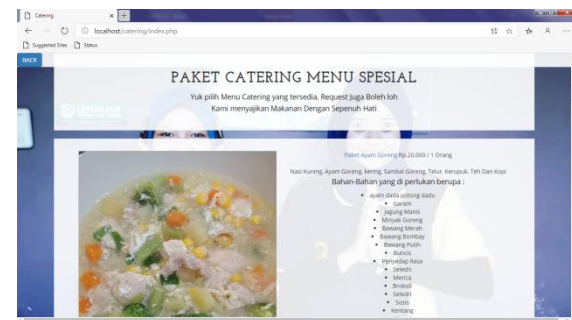 Catering
localhost/catering/index.php
Suggested Sites
Status
BACK
PAKET CATERING MENU SPESIAL
Yuk pilih Menu Catering yang tersedia, Request Juga Boleh loh
Kami menyajikan Makanan Dengan Sepenuh Hati
Paket Ayam Goreng Rp.20.000 / 1 Orang
Nasi Kuning, Ayam Goreng, kering, Sambal Goreng, Telur, Kerupuk, Teh Dan Kopi
Bahan-Bahan yang di perlukan berupa :
ayam dada potong dadu
Garam
Jagung Manis
Minyak Goreng
Bawang Merah
Bawang Bombay
Bawang Putih
Buncis
Penyedap Rasa
Seledri
Merica
Brokoli
Seledri
Sosis
Kentang